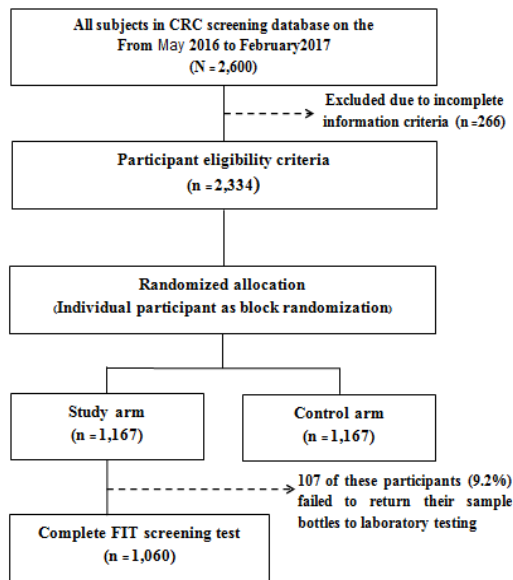 All subjects in CRC screening database on the
From May 2016 to February2017
(N = 2,600)
Excluded due to incomplete
information criteria (n =266)
Participant eligibility criteria
(n = 2,334)
Randomized allocation
(Individual participant as block randomization)
Study arm
(n = 1,167)
Control arm
(n = 1,167)
107 of these participants (9.2%)
failed to return their sample
bottles to laboratory testing
Complete FIT screening test
(n = 1,060)